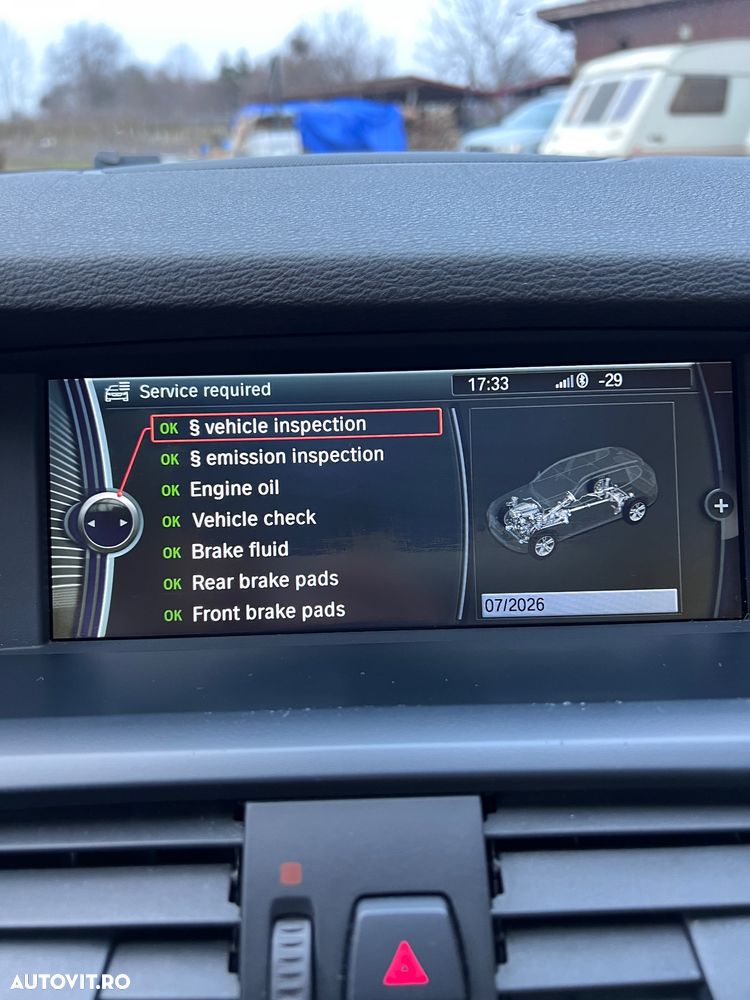 Service required
17:33 -29
OK § vehicle inspection
OK § emission inspection
OK Engine oil
OK Vehicle check
OK Brake fluid
OK Rear brake pads
OK Front brake pads
07/2026
AUTOVIT.RO